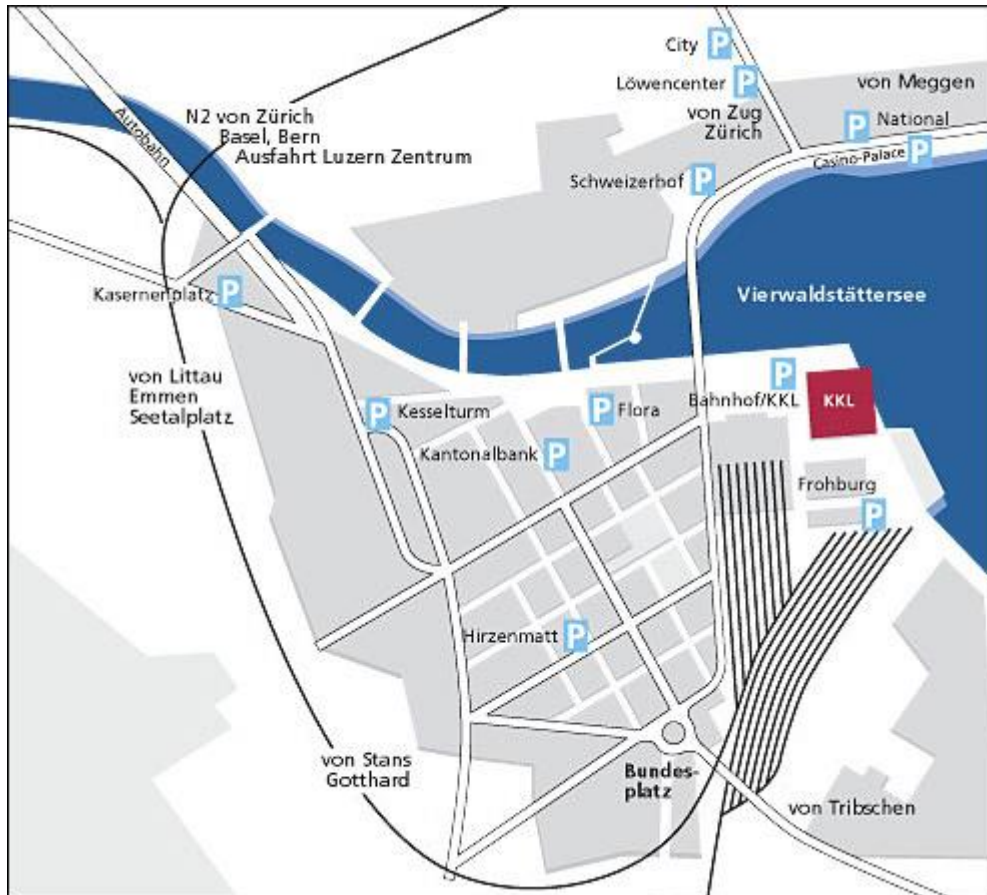 City P
Löwencenter P
von Meggen
N2 von Zürich
Basel, Bern
Ausfahrt Luzern Zentrum
Autobahn
von Zug
Zürich
P National
Casino-Palace P
Schweizerhof P
Kasernenplatz P
Vierwaldstättersee
von Littau
Emmen
Seetalplatz
P Kesselturm
P Flora
P
Bahnhof/KKL
KKL
Kantonalbank P
Frohburg
P
Hirzenmatt P
von Stans
Gotthard
Bundes-
platz
von Tribschen